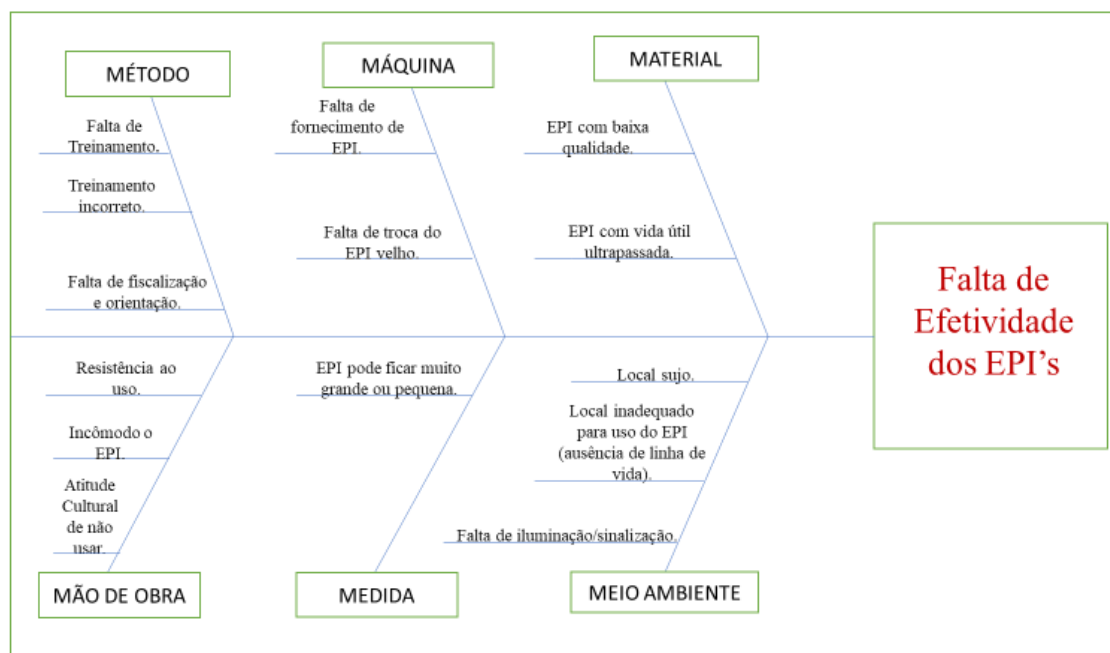 MÉTODO
MÁQUINA
MATERIAL
Falta de
Treinamento.
Treinamento
incorreto.
Falta de fiscalização
e orientação.
Falta de
fornecimento de
EPI.
Falta de troca do
EPI velho.
EPI com baixa
qualidade.
EPI com vida útil
ultrapassada.
Falta de
Efetividade
dos EPI's
Resistência ao
uso.
Incômodo o
EPI.
Atitude
Cultural
de não
usar.
EPI pode ficar muito
grande ou pequena.
Local sujo.
Local inadequado
para uso do EPI
(ausência de linha de
vida).
Falta de iluminação/sinalização.
MÃO DE OBRA
MEDIDA
MEIO AMBIENTE